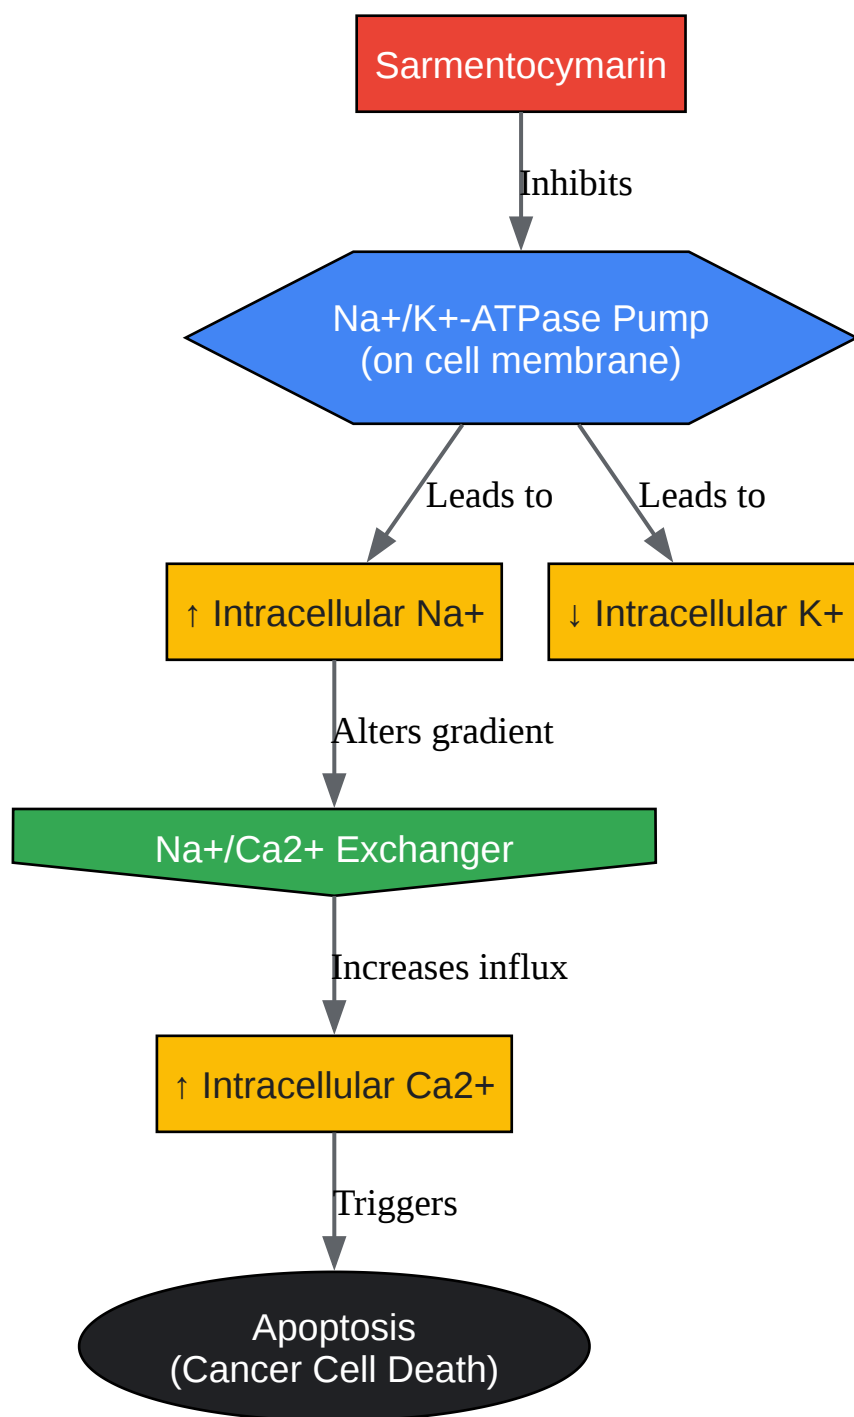 Sarmentocymarin
Inhibits
Na+/K+-ATPase Pump
(on cell membrane)
Leads to
Leads to
↑ Intracellular Na+
↓ Intracellular K+
Alters gradient
Na+/Ca2+ Exchanger
Increases influx
↑ Intracellular Ca2+
Triggers
Apoptosis
(Cancer Cell Death)